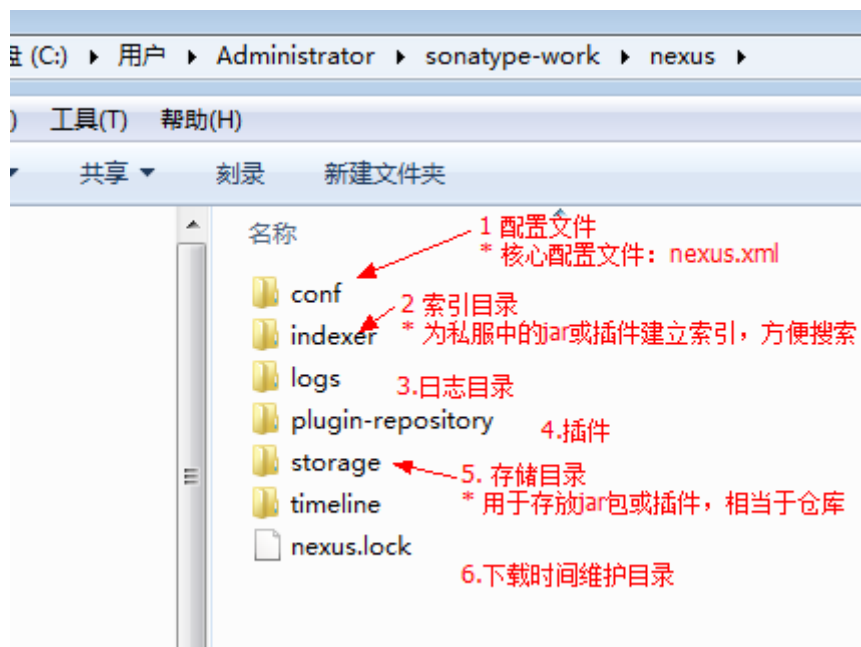 (C:) 用户 Administrator sonatype-work nexus
工具(T) 帮助(H)
共享 刻录 新建文件夹
名称
1 配置文件
* 核心配置文件：nexus.xml
conf
2 索引目录
indexer
* 为私服中的jar或插件建立索引，方便搜索
logs
3.日志目录
plugin-repository
4.插件
storage
5. 存储目录
timeline
* 用于存放jar包或插件，相当于仓库
nexus.lock
6.下载时间维护目录